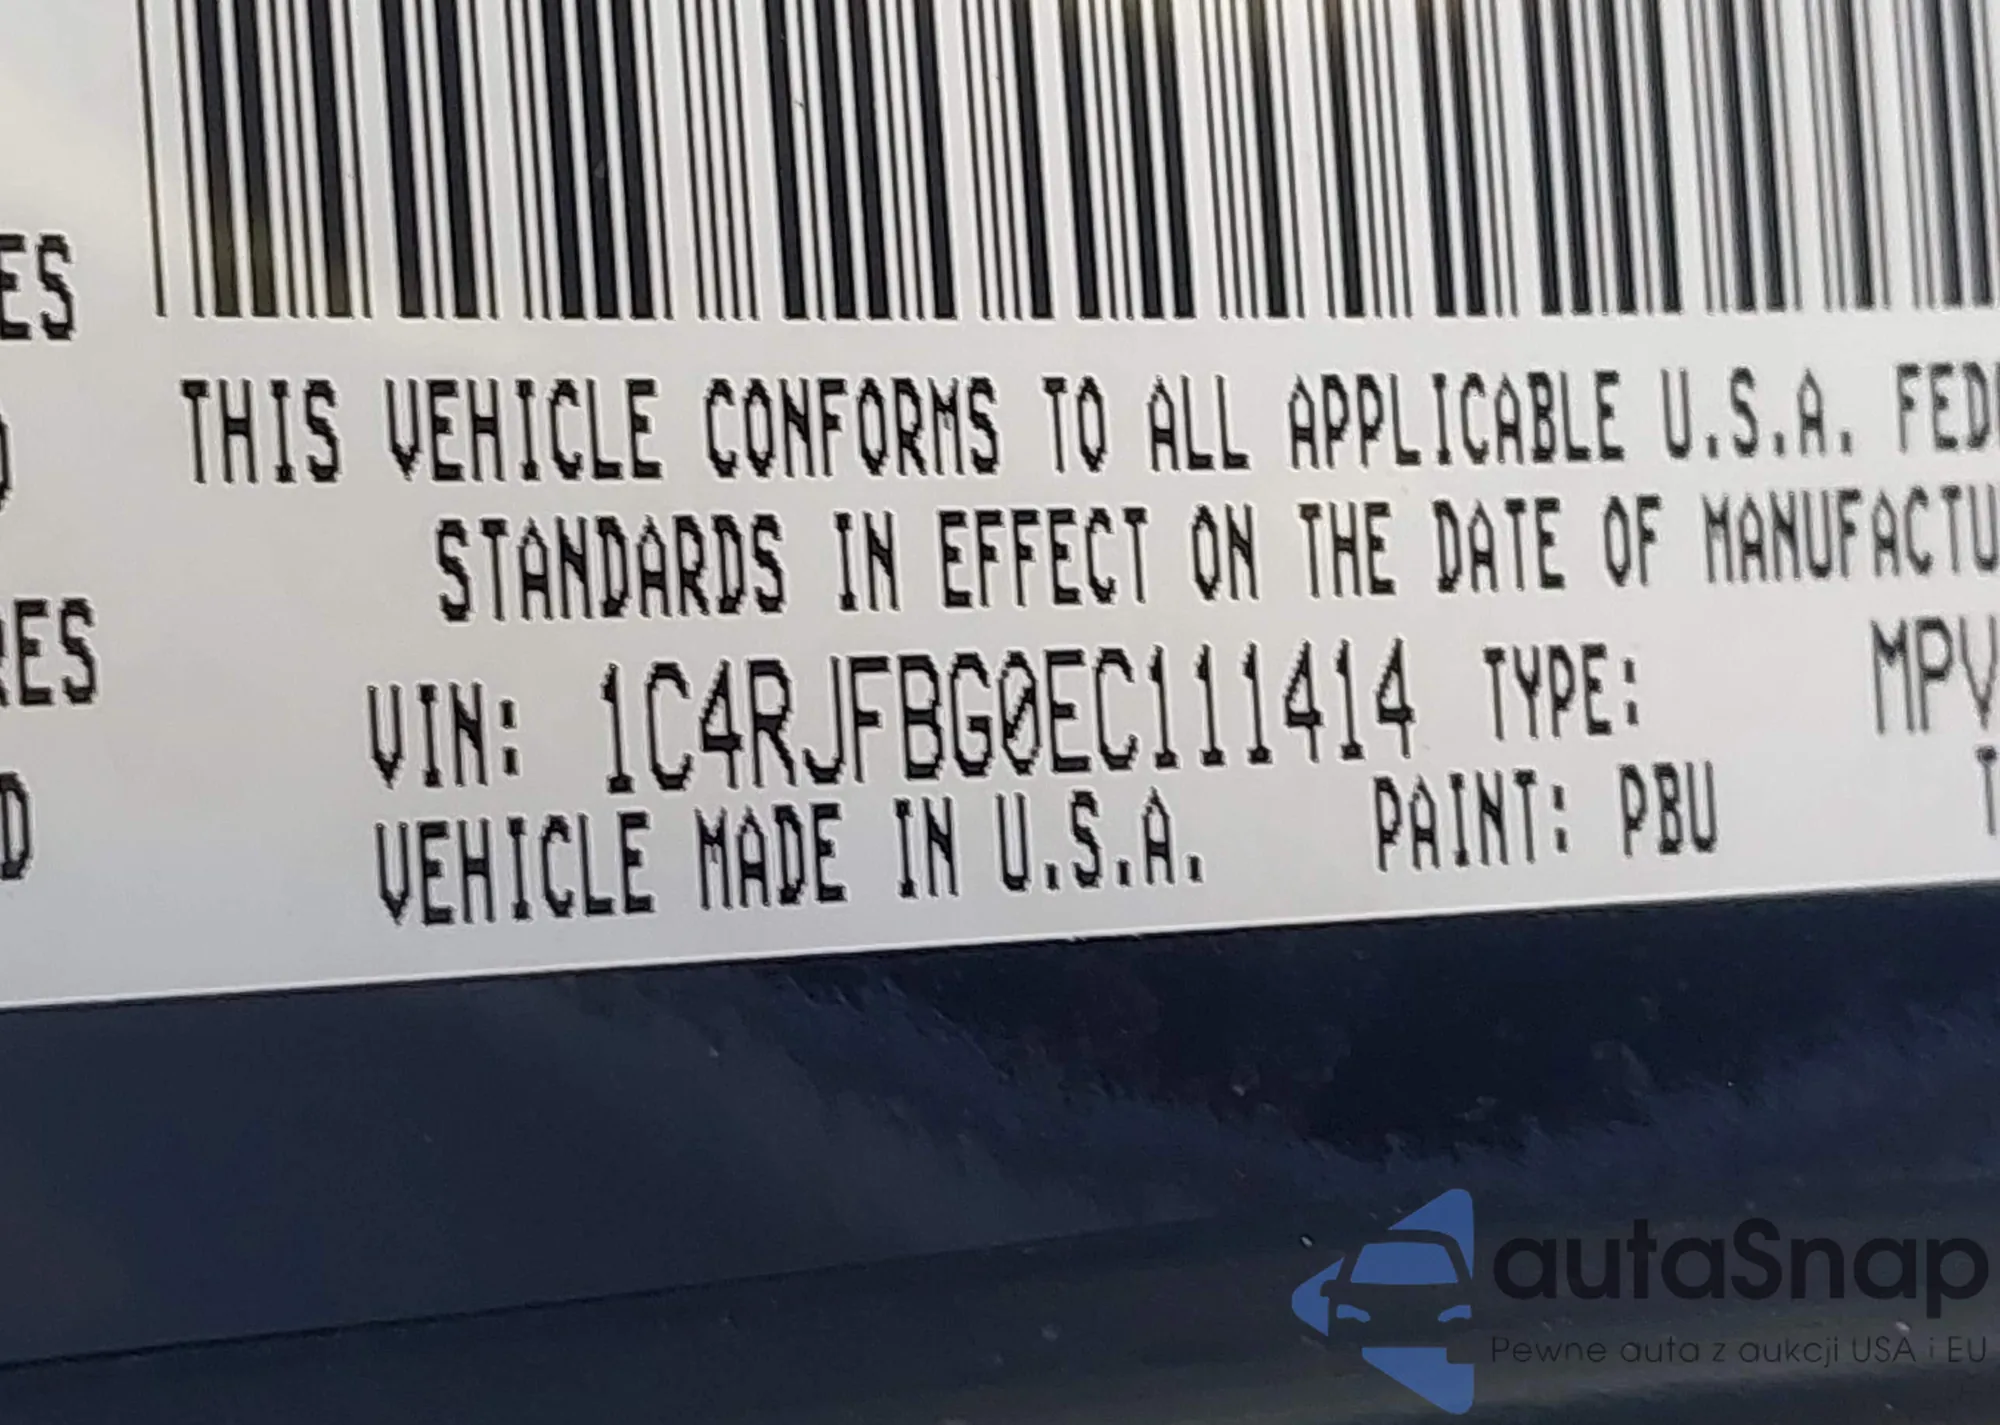 ES
THIS VEHICLE CONFORMS TO ALL APPLICABLE U.S.A. FED
STANDARDS IN EFFECT ON THE DATE OF MANUFACTU
RES
VIN: 1C4RJFBG0EC111414 TYPE: MPV
D
VEHICLE MADE IN U.S.A. PAINT: PBU T
autaSnap
Pewne auta z aukcji USA i EU